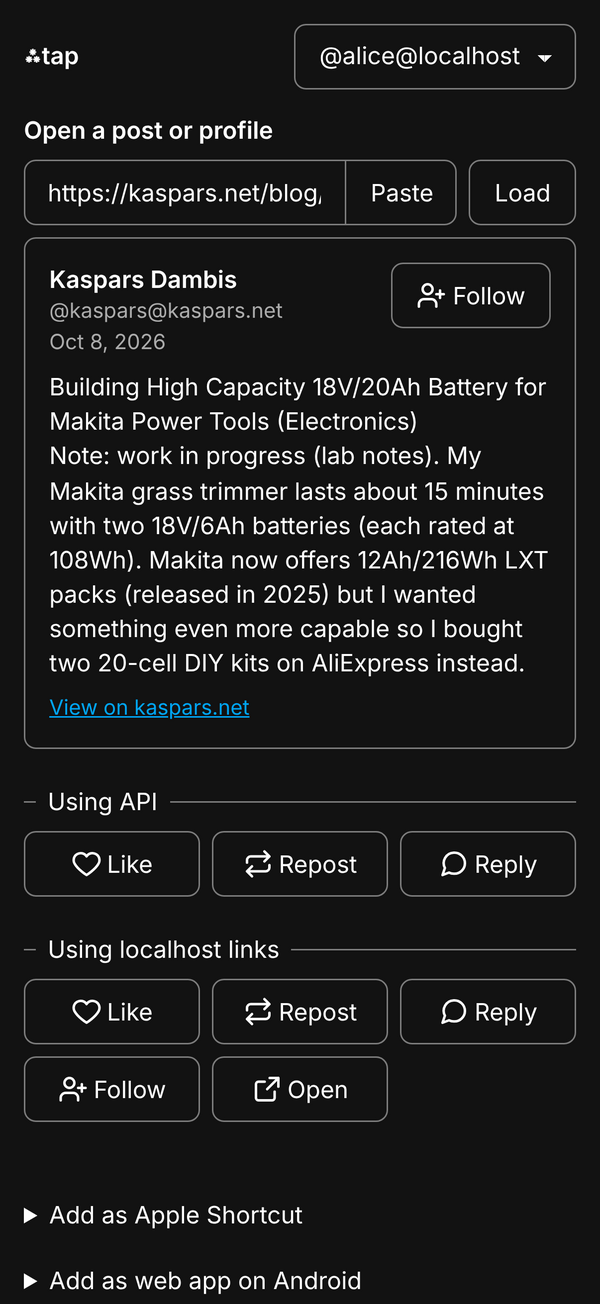 tap
@alice@localhost
Open a post or profile
https://kaspars.net/blog/
Paste
Load
Kaspars Dambis
@kaspars@kaspars.net
Oct 8, 2026
Follow
Building High Capacity 18V/20Ah Battery for
Makita Power Tools (Electronics)
Note: work in progress (lab notes). My
Makita grass trimmer lasts about 15 minutes
with two 18V/6Ah batteries (each rated at
108Wh). Makita now offers 12Ah/216Wh LXT
packs (released in 2025) but I wanted
something even more capable so I bought
two 20-cell DIY kits on AliExpress instead.
View on kaspars.net
Using API
Like
Repost
Reply
Using localhost links
Like
Repost
Reply
Follow
Open
Add as Apple Shortcut
Add as web app on Android